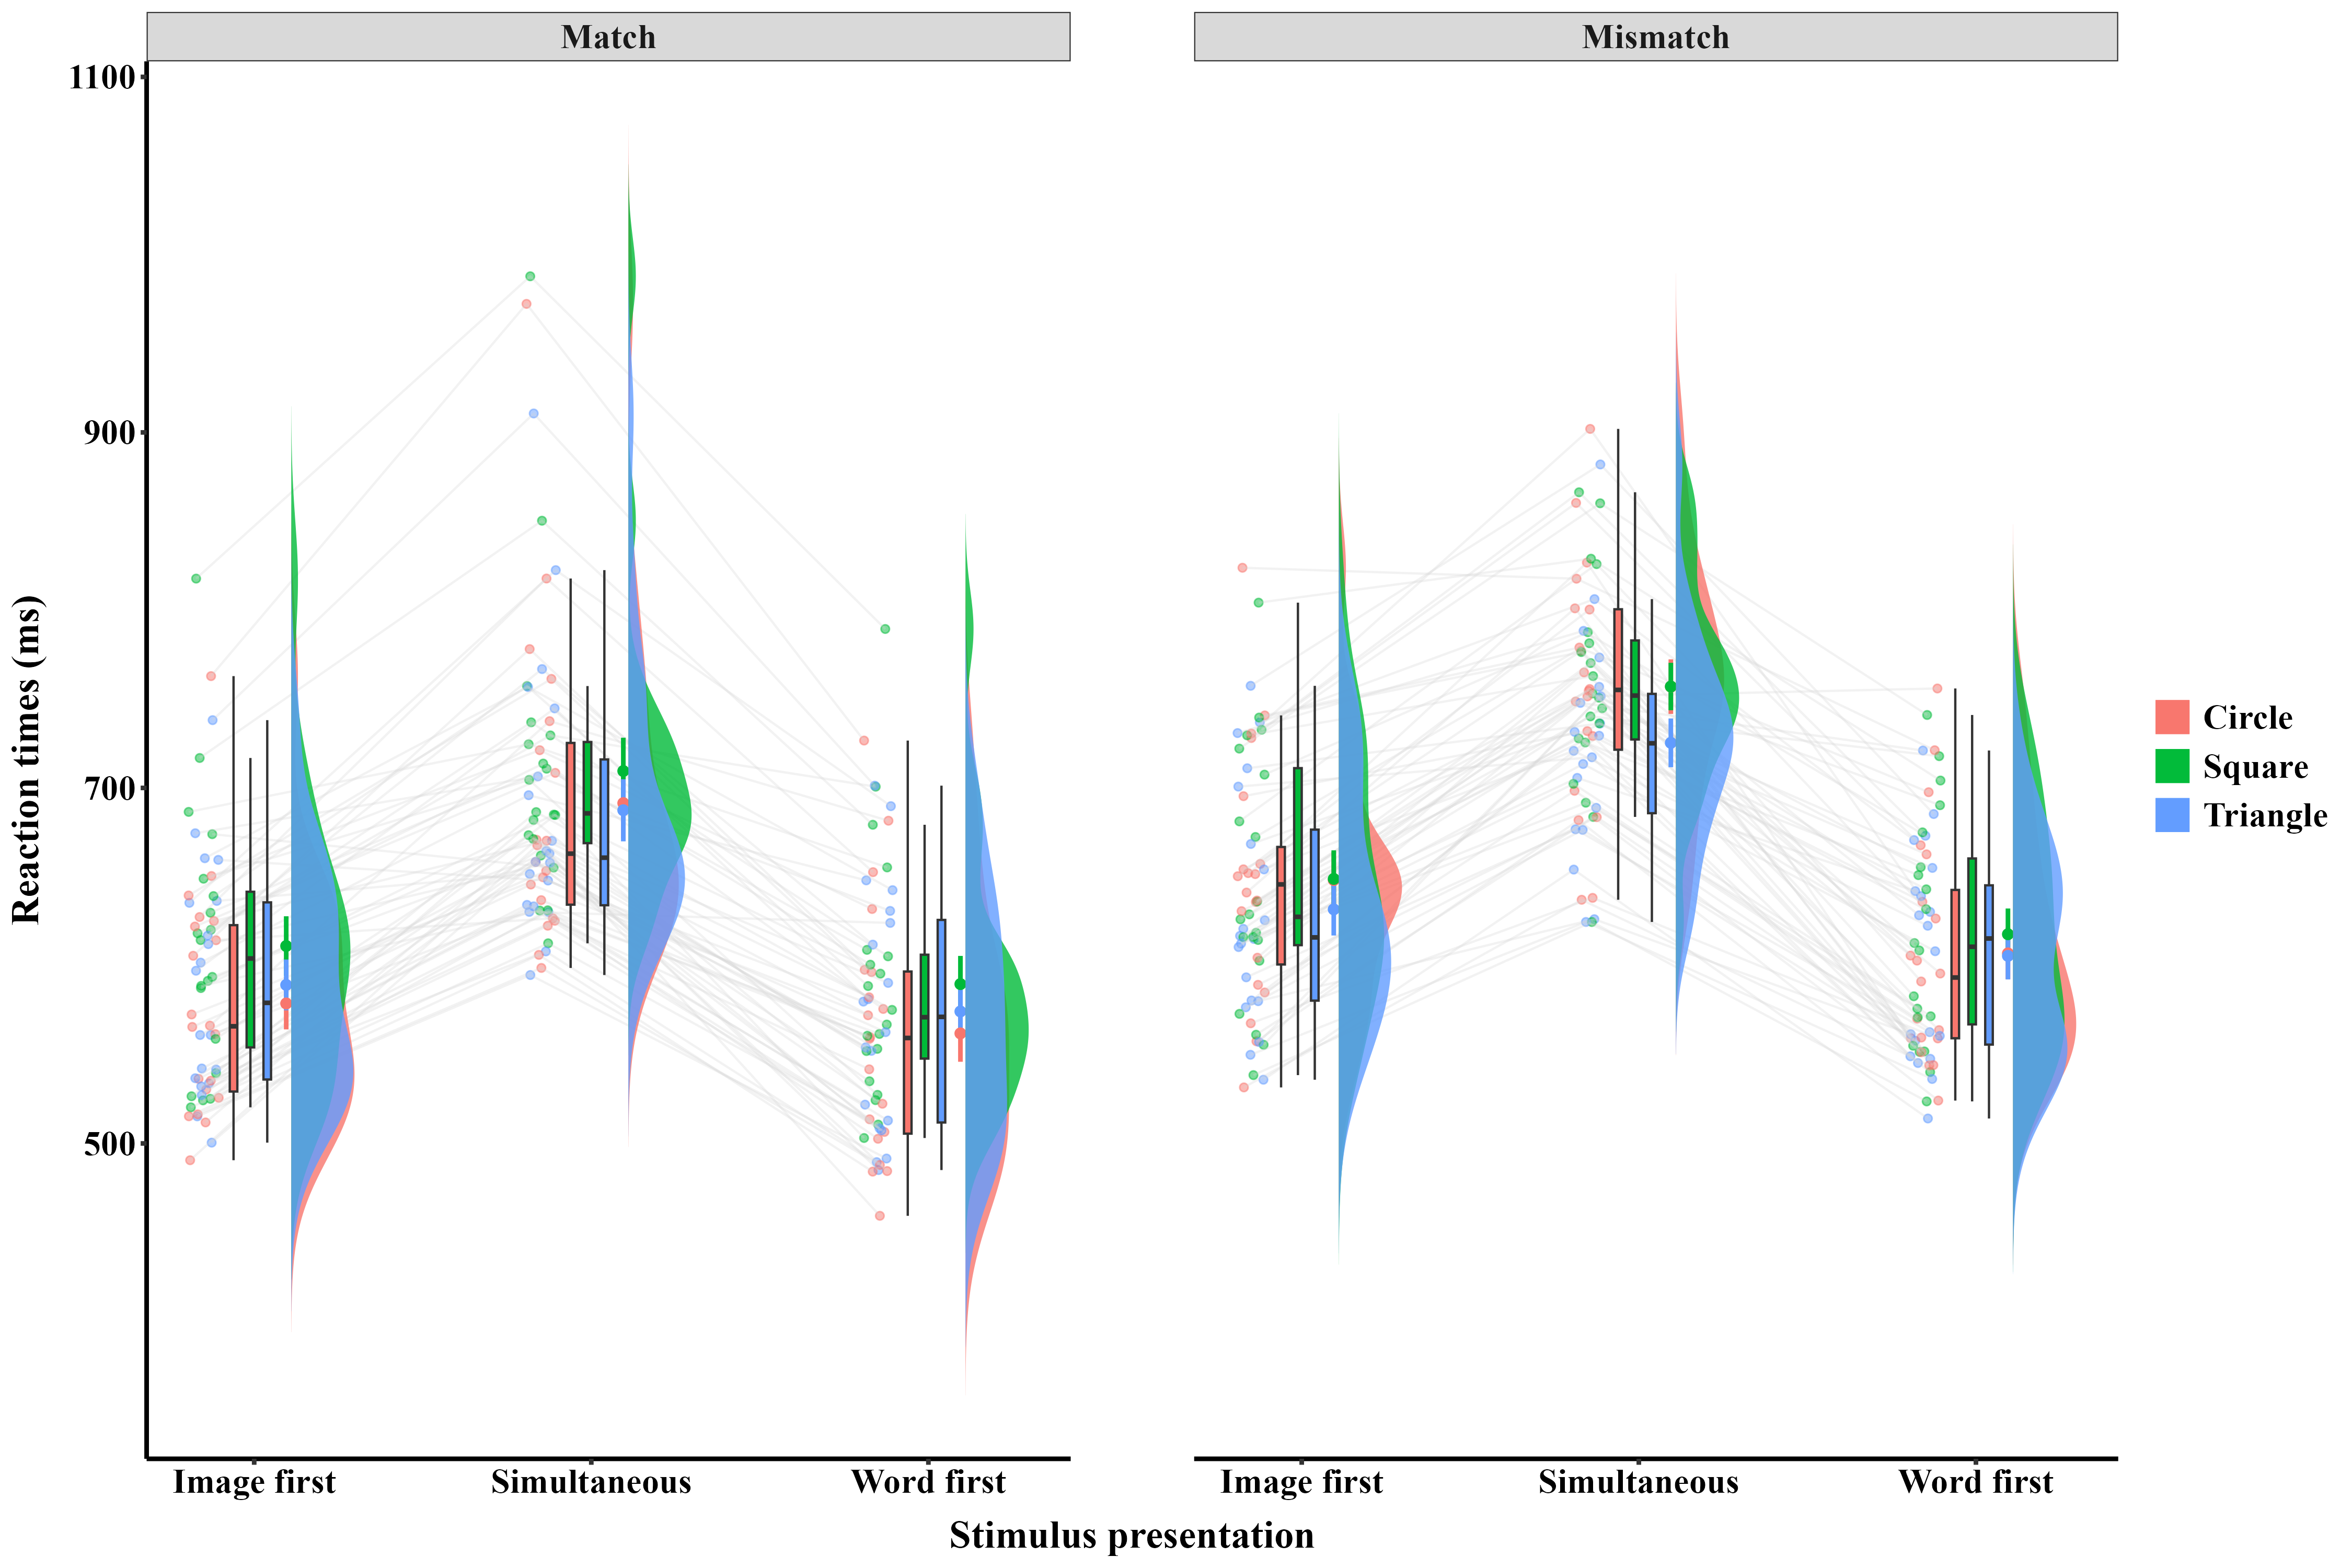 Match
Mismatch
1100
900
700
500
Reaction times (ms)
Image first
Simultaneous
Word first
Image first
Simultaneous
Word first
Stimulus presentation
Circle
Square
Triangle